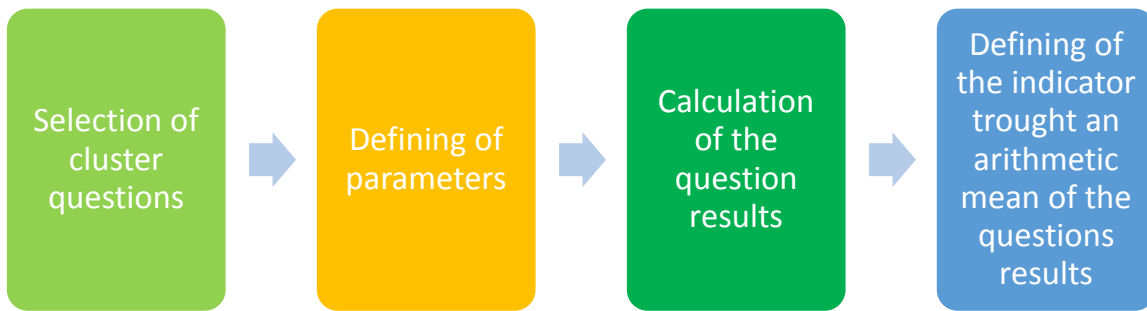 Selection of
cluster
questions
Defining of
parameters
Calculation
of the
question
results
Defining of
the indicator
trought an
arithmetic
mean of the
questions
results